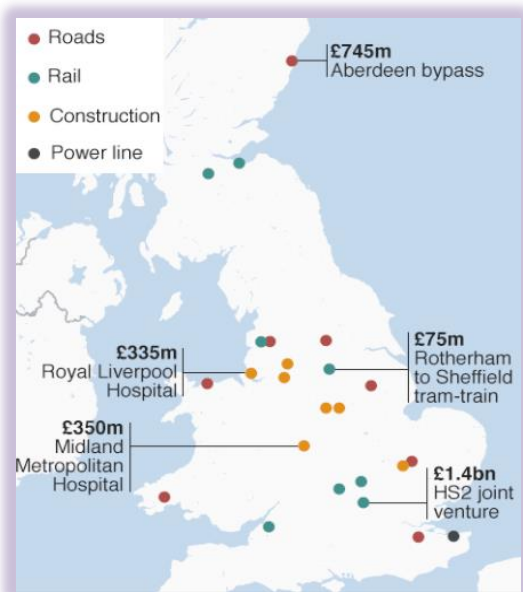 Roads
Rail
Construction
Power line
£745m
Aberdeen bypass
£335m
Royal Liverpool
Hospital
£75m
Rotherham
to Sheffield
tram-train
£350m
Midland
Metropolitan
Hospital
£1.4bn
HS2 joint
venture